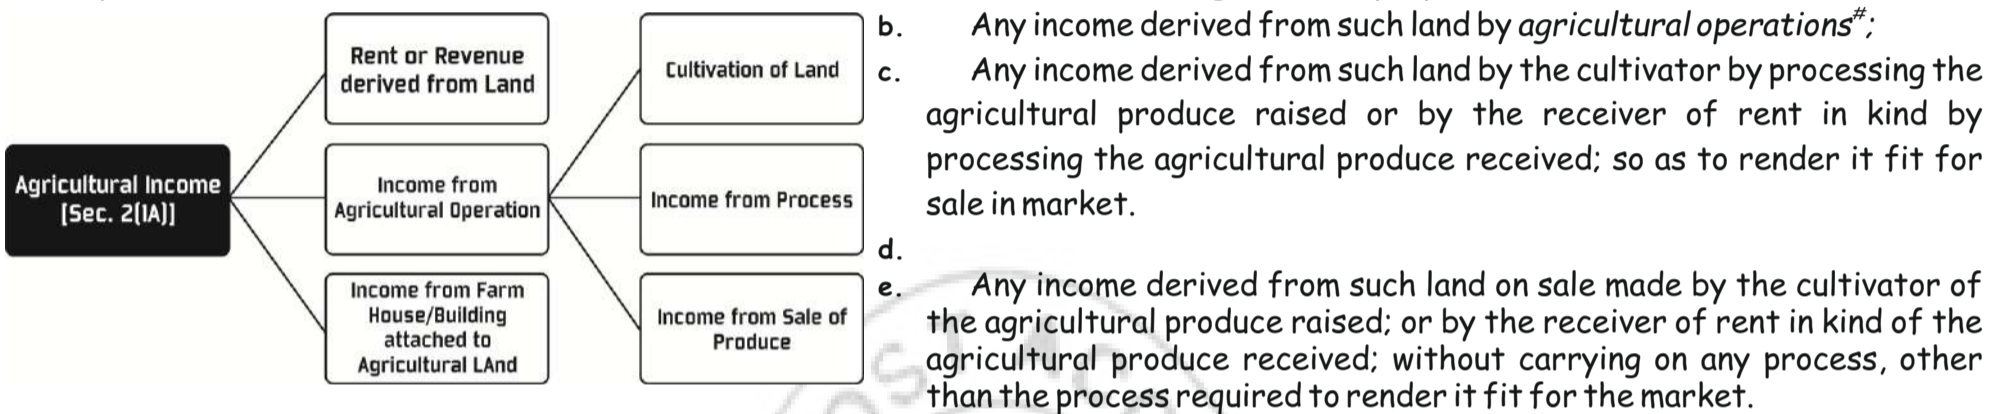 Agricultural Income
[Sec. 2(IA)]
Rent or Revenue
derived from Land
Income from
Agricultural Operation
Income from Farm
House/Building
attached to
Agricultural LAnd
Cultivation of Land
Income from Process
Income from Sale of
Produce
b. Any income derived from such land by agricultural operations#;
c. Any income derived from such land by the cultivator by processing the
agricultural produce raised or by the receiver of rent in kind by
processing the agricultural produce received; so as to render it fit for
sale in market.
d.
e. Any income derived from such land on sale made by the cultivator of
the agricultural produce raised; or by the receiver of rent in kind of the
agricultural produce received; without carrying on any process, other
than the process required to render it fit for the market.